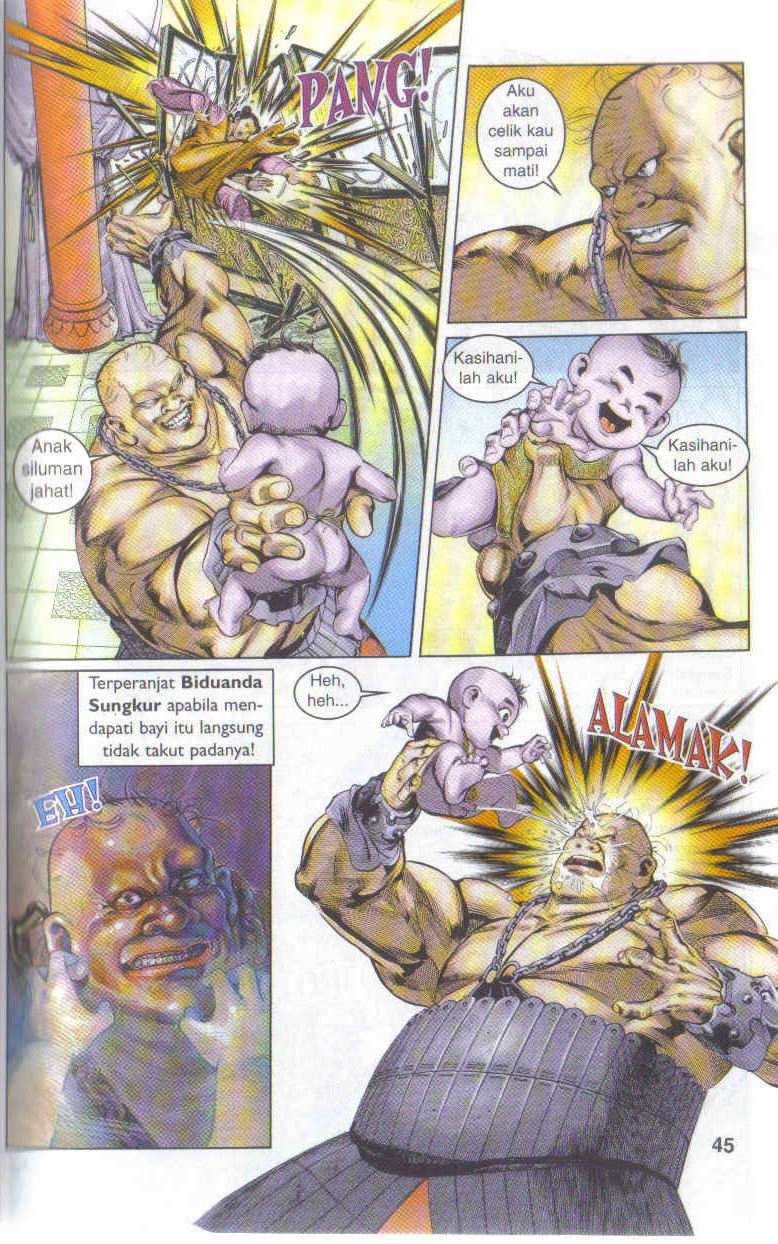 PANG!
Anak
siluman
jahat!
Aku
akan
celik kau
sampai
mati!
Kasihani-
lah aku!
Kasihani-
lah aku!
Terperanjat Biduanda
Sungkur apabila men-
dapati bayi itu langsung
tidak takut padanya!
EH!
Heh,
heh...
ALAMAK!
45